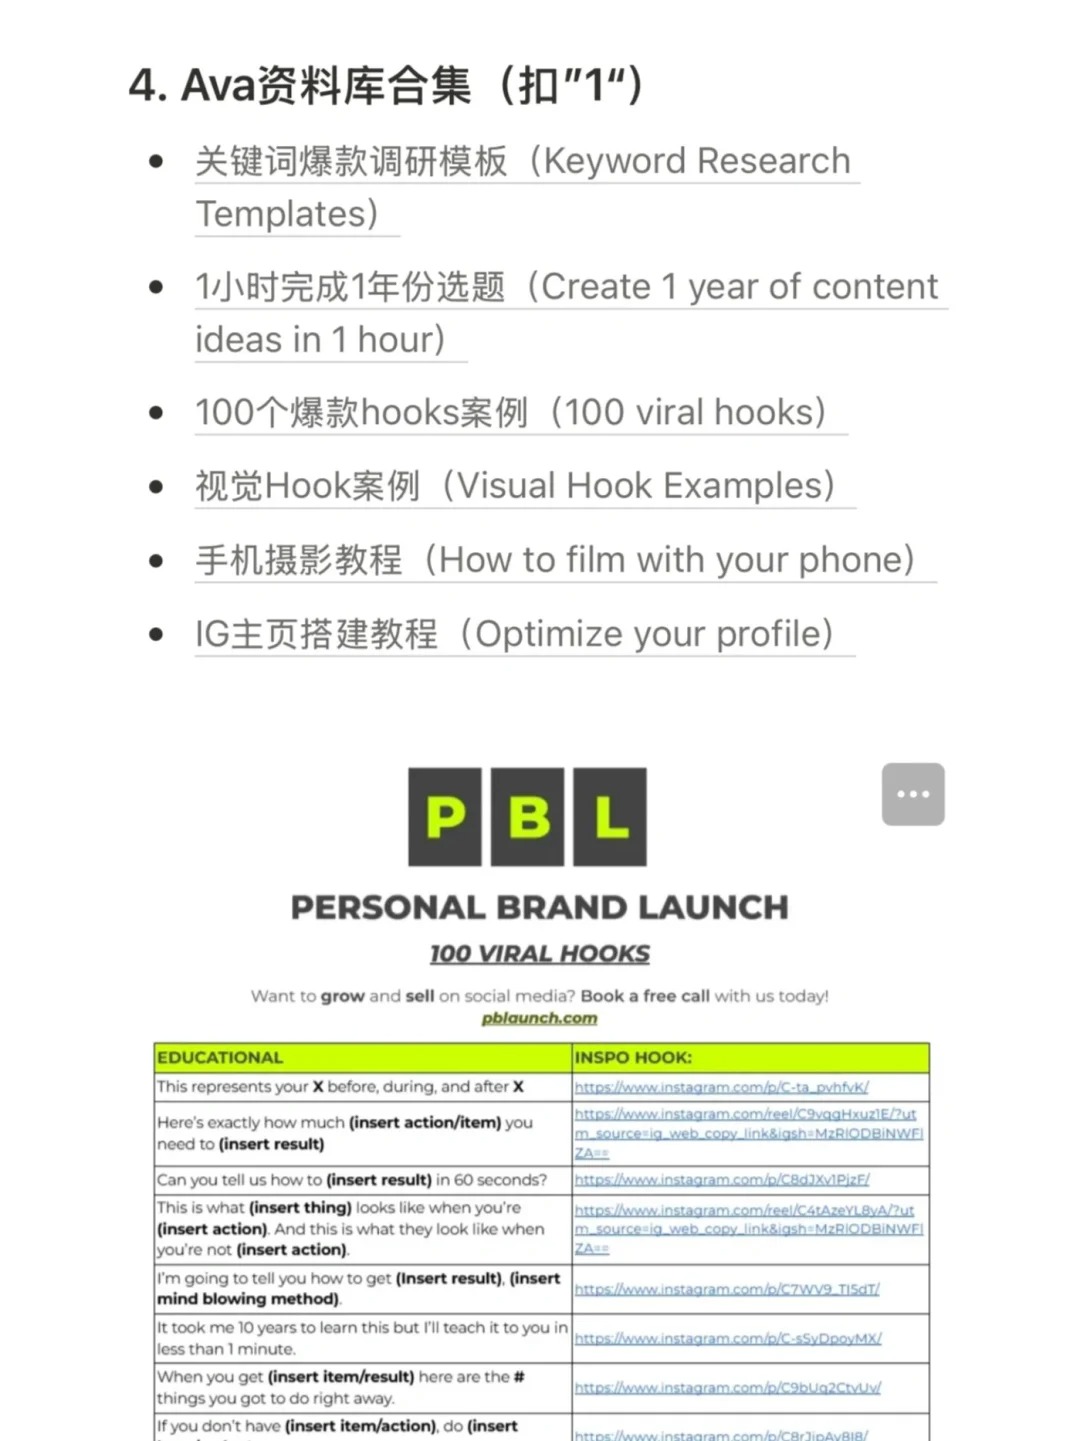 4. Ava资料库合集（扣”1“）
关键词爆款调研模板（Keyword Research
Templates）
1小时完成1年份选题（Create 1 year of content
ideas in 1 hour）
100个爆款hooks案例（100 viral hooks）
视觉Hook案例（Visual Hook Examples）
手机摄影教程（How to film with your phone）
IG主页搭建教程（Optimize your profile）
P B L
PERSONAL BRAND LAUNCH
100 VIRAL HOOKS
Want to grow and sell on social media? Book a free call with us today!
pblaunch.com
EDUCATIONAL
INSPO HOOK:
This represents your X before, during, and after X
https://www.instagram.com/p/C-ta_pvhfvK/
Here's exactly how much (insert action/item) you
need to (insert result)
https://www.instagram.com/reel/C9vqgHxuz1E/?ut
m_source=ig_web_copy_link&igsh=MzRlODBiNWFl
ZA==
Can you tell us how to (insert result) in 60 seconds?
https://www.instagram.com/p/C8dJXv1PjzF/
This is what (insert thing) looks like when you're
(insert action). And this is what they look like when
you're not (insert action).
https://www.instagram.com/reel/C4tAzeYL8yA/?ut
m_source=ig_web_copy_link&igsh=MzRlODBiNWFl
ZA==
I'm going to tell you how to get (Insert result), (insert
mind blowing method).
https://www.instagram.com/p/C7WV9_TI5dT/
It took me 10 years to learn this but I'll teach it to you in
less than 1 minute.
https://www.instagram.com/p/C-sSyDpoyMX/
When you get (insert item/result) here are the #
things you got to do right away.
https://www.instagram.com/p/C9bUq2CtvUv/
If you don't have (insert item/action), do (insert
https://www.instagram.com/p/C8rJipAv8I8/